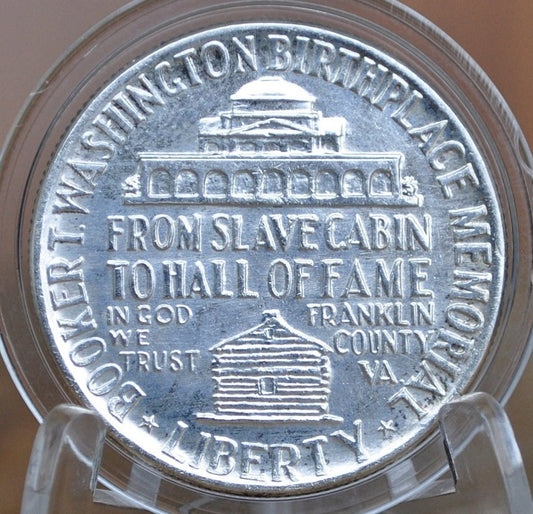 BOOKER T. WASHINGTON BIRTHPLACE MEMORIAL
FROM SLAVE CABIN
TO HALL OF FAME
IN GOD
WE
TRUST
FRANKLIN
COUNTY
VA.
LIBERTY